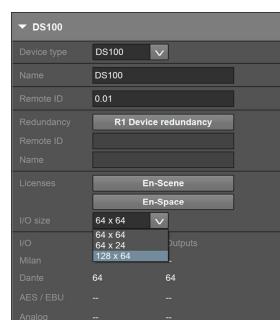 DS100
Device type DS100
Name DS100
Remote ID 0.01
Redundancy R1 Device redundancy
Remote ID
Name
Licenses En-Scene
En-Space
I/O size 64 x 64
64 x 64
64 x 24
128 x 64
I/O Outputs
Milan --
Dante 64 64
AES / EBU -- --
Analog -- --